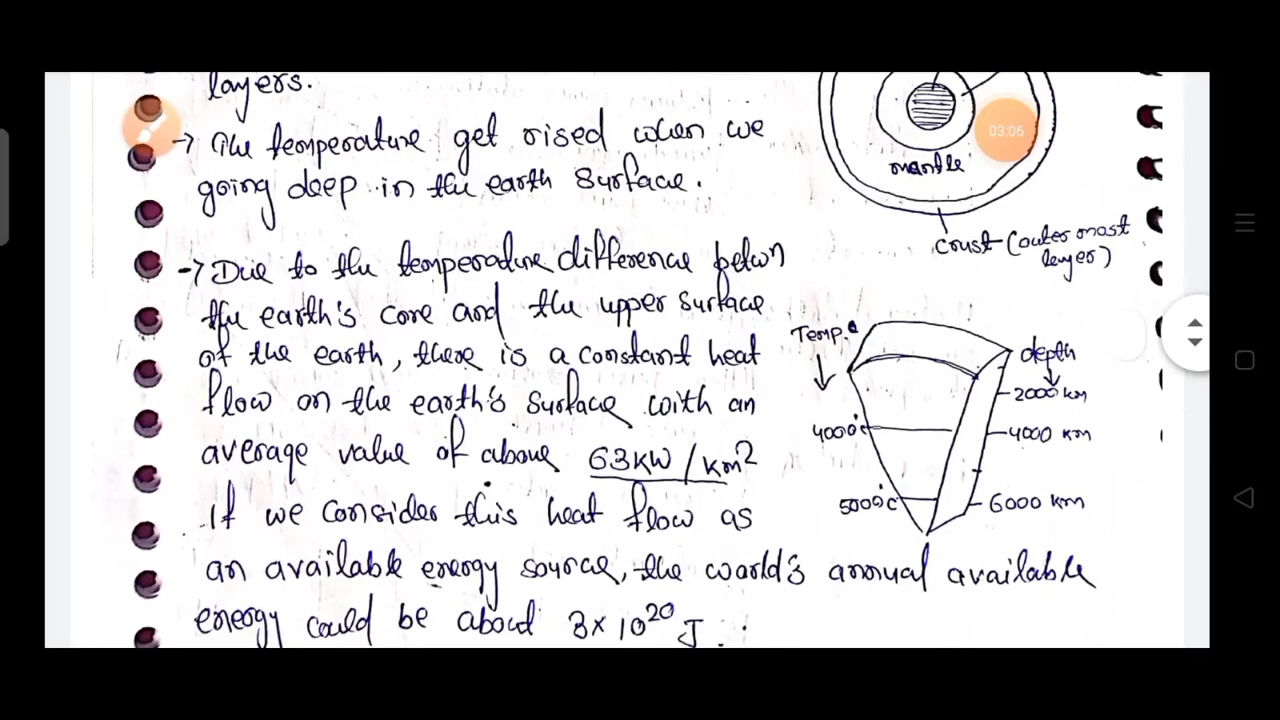 layers.
→ The temperature get rised when we
going deep in the earth surface.
→ Due to the temperature difference betwn
the earth's core and the upper surface
of the earth, there is a constant heat
flow on the earth's surface with an
average value of above 63KW/Km²
If we consider this heat flow as
an available energy source, the world's annual available
energy could be about 3×10²⁰ J.
03:06
mantle
crust (outer most
layer)
Temp.
depth
2000 km
4000°c
4000 km
5000°c
6000 km